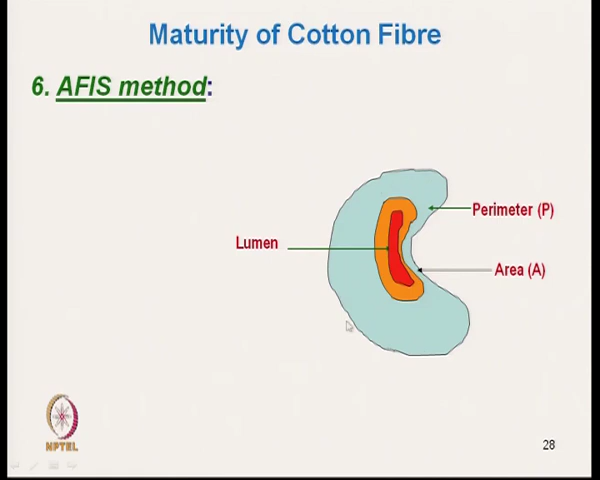 Maturity of Cotton Fibre
6. AFIS method:
Perimeter (P)
Lumen
Area (A)
NPTEL
28